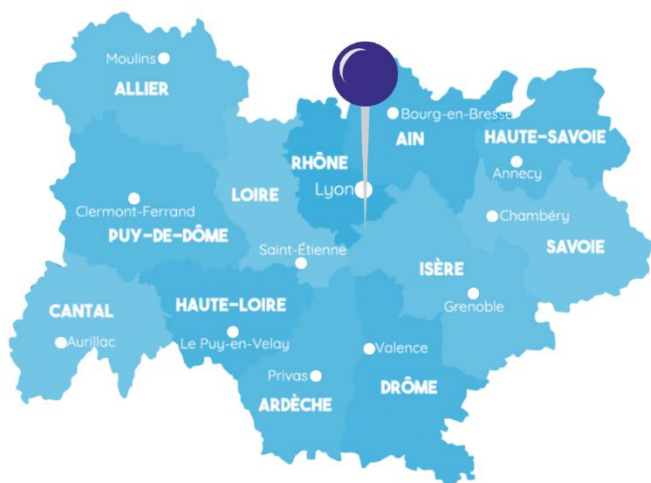 Moulins
ALLIER
Bourg-en-Bresse
AIN
HAUTE-SAVOIE
Annecy
RHÔNE
Lyon
LOIRE
Clermont-Ferrand
PUY-DE-DÔME
Chambéry
SAVOIE
Saint-Étienne
ISÈRE
Grenoble
CANTAL
Aurillac
HAUTE-LOIRE
Le Puy-en-Velay
Valence
Privas
ARDÈCHE
DRÔME